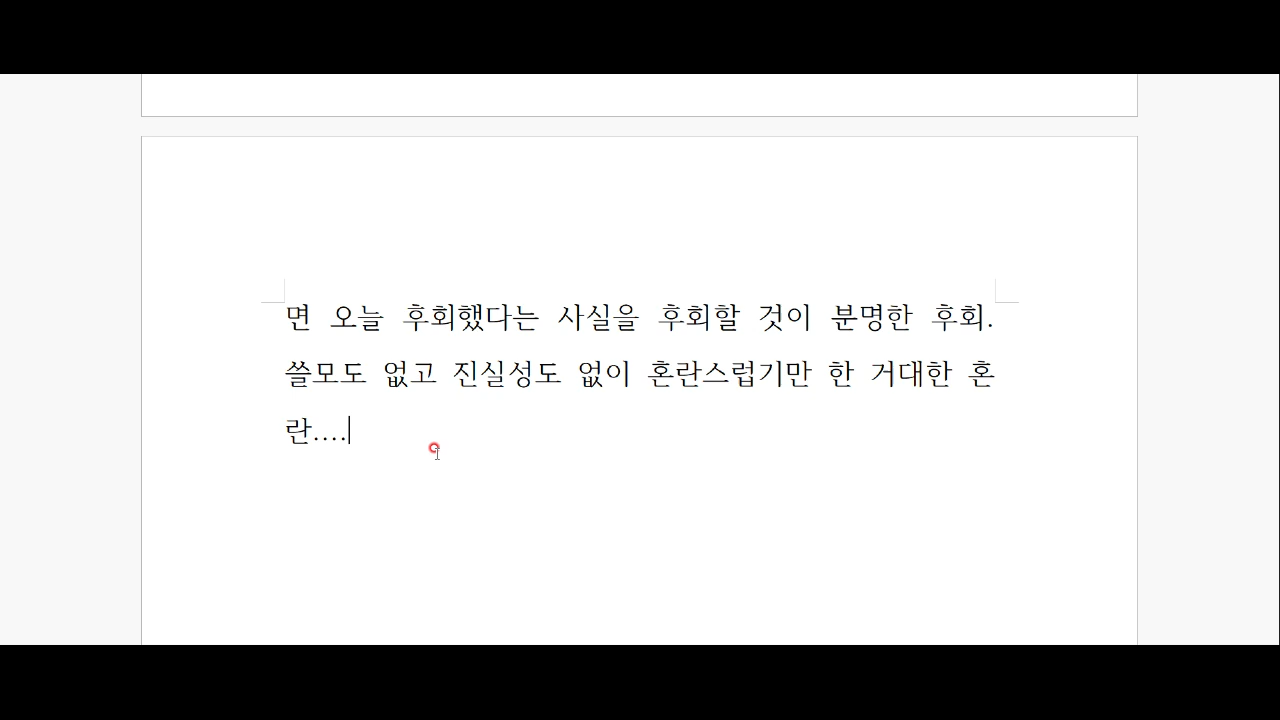 면 오늘 후회했다는 사실을 후회할 것이 분명한 후회.
쓸모도 없고 진실성도 없이 혼란스럽기만 한 거대한 혼
란....